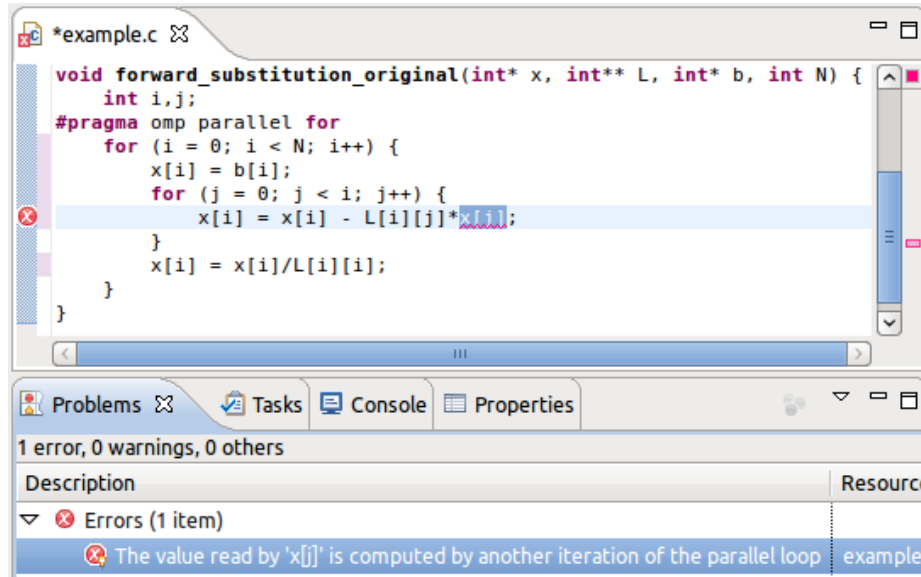 *example.c
void forward_substitution_original(int* x, int** L, int* b, int N) {
    int i,j;
#pragma omp parallel for
    for (i = 0; i < N; i++) {
        x[i] = b[i];
        for (j = 0; j < i; j++) {
            x[i] = x[i] - L[i][j]*x[j];
        }
        x[i] = x[i]/L[i][i];
    }
}
Problems Tasks Console Properties
1 error, 0 warnings, 0 others
Description Resourc
Errors (1 item)
The value read by 'x[j]' is computed by another iteration of the parallel loop example